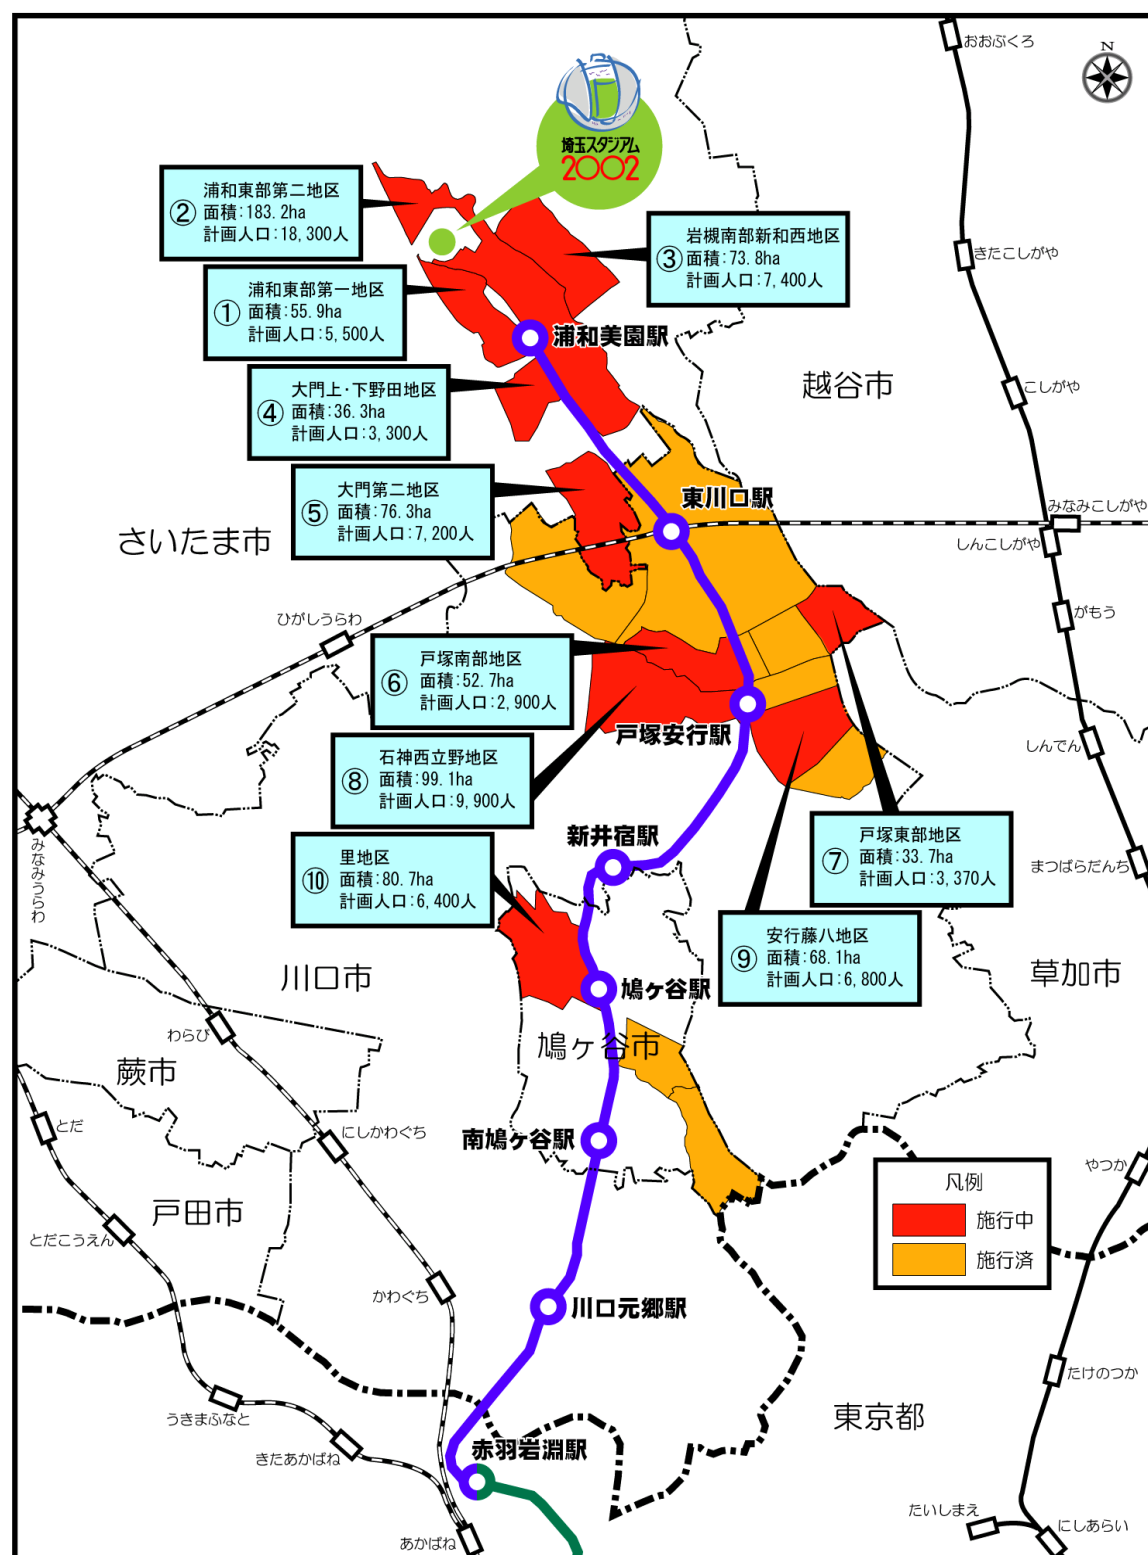 おおぶくろ
N
埼玉スタジアム
2002
② 浦和東部第二地区
面積:183.2ha
計画人口:18,300人
③ 岩槻南部新和西地区
面積:73.8ha
計画人口:7,400人
きたこしがや
① 浦和東部第一地区
面積:55.9ha
計画人口:5,500人
浦和美園駅
越谷市
こしがや
④ 大門上・下野田地区
面積:36.3ha
計画人口:3,300人
⑤ 大門第二地区
面積:76.3ha
計画人口:7,200人
東川口駅
みなみこしがや
しんこしがや
さいたま市
ひがしうらわ
がもう
⑥ 戸塚南部地区
面積:52.7ha
計画人口:2,900人
戸塚安行駅
しんでん
⑧ 石神西立野地区
面積:99.1ha
計画人口:9,900人
みなみうらわ
新井宿駅
⑦ 戸塚東部地区
面積:33.7ha
計画人口:3,370人
まつばらだんち
⑩ 里地区
面積:80.7ha
計画人口:6,400人
⑨ 安行藤八地区
面積:68.1ha
計画人口:6,800人
川口市
鳩ヶ谷駅
草加市
わらび
鳩ヶ谷市
蕨市
とだ
にしかわぐち
南鳩ヶ谷駅
やつか
凡例
施行中
施行済
戸田市
とだこうえん
かわぐち
川口元郷駅
たけのつか
うきまふなと
東京都
きたあかばね
赤羽岩淵駅
たいしまえ
にしあらい
あかばね